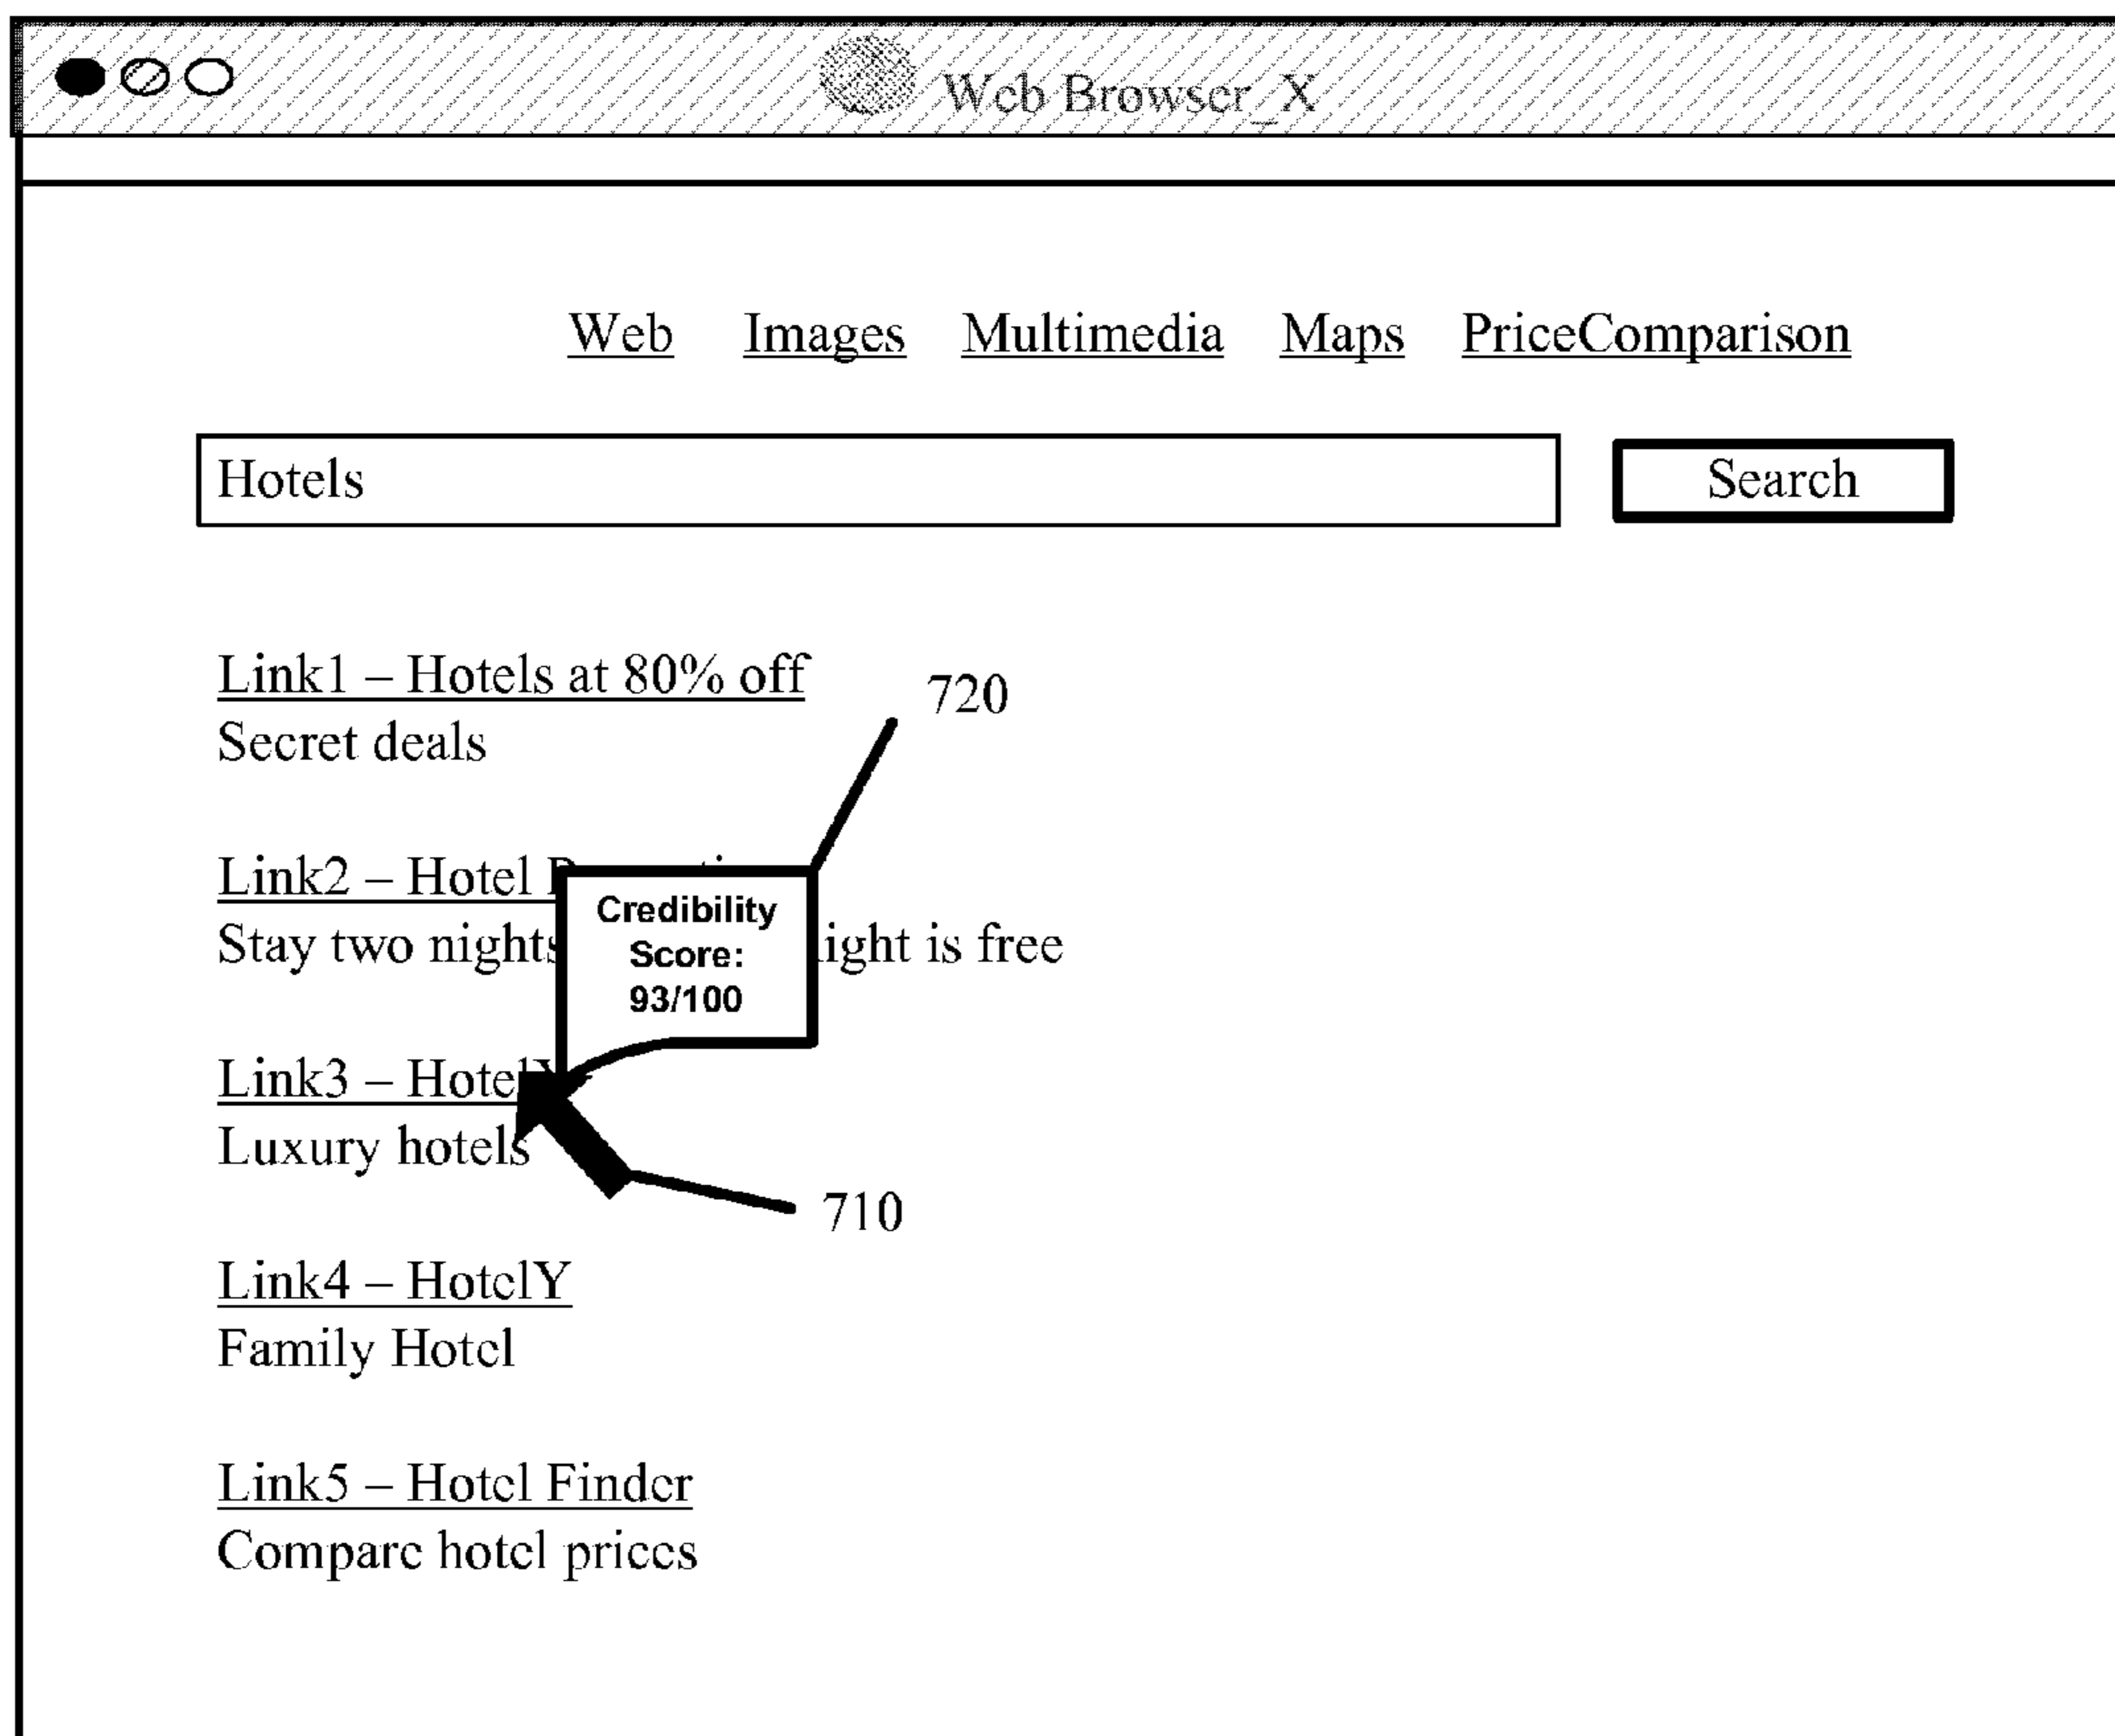 Web Browser_X
Web Images Multimedia Maps PriceComparison
Hotels Search
Link1 – Hotels at 80% off
720
Secret deals
Link2 – Hotel
Credibility
Stay two nights is free
Score:
93/100
Link3 – HotelX
Luxury hotels
710
Link4 – HotelY
Family Hotel
Link5 – Hotel Finder
Compare hotel prices